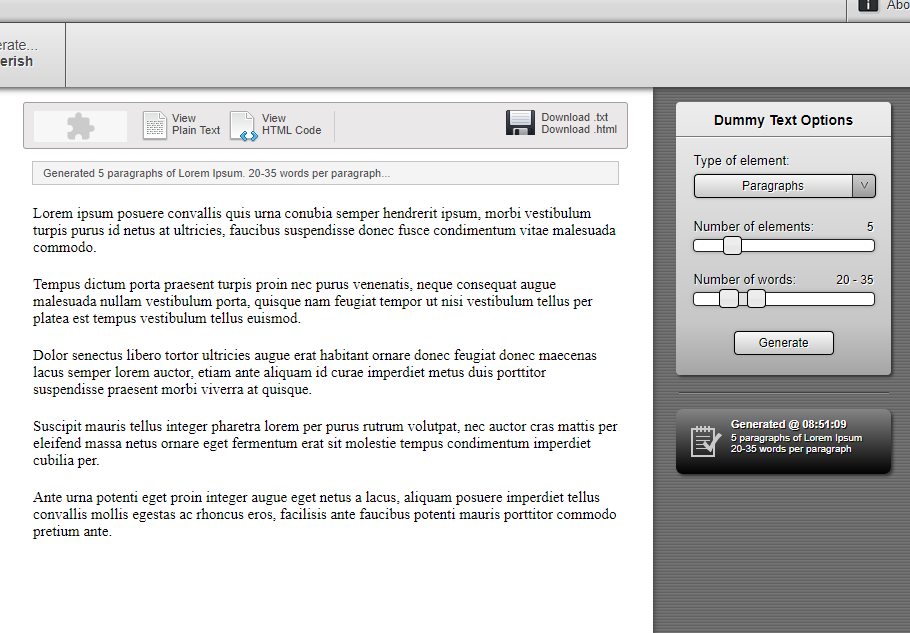 Abo
erate...
erish
View
Plain Text
View
HTML Code
Download .txt
Download .html
Generated 5 paragraphs of Lorem Ipsum. 20-35 words per paragraph...
Lorem ipsum posuere convallis quis urna conubia semper hendrerit ipsum, morbi vestibulum
turpis purus id netus at ultricies, faucibus suspendisse donec fusce condimentum vitae malesuada
commodo.
Tempus dictum porta praesent turpis proin nec purus venenatis, neque consequat augue
malesuada nullam vestibulum porta, quisque nam feugiat tempor ut nisi vestibulum tellus per
platea est tempus vestibulum tellus euismod.
Dolor senectus libero tortor ultricies augue erat habitant ornare donec feugiat donec maecenas
lacus semper lorem auctor, etiam ante aliquam id curae imperdiet metus duis porttitor
suspendisse praesent morbi viverra at quisque.
Suscipit mauris tellus integer pharetra lorem per purus rutrum volutpat, nec auctor cras mattis per
eleifend massa netus ornare eget fermentum erat sit molestie tempus condimentum imperdiet
cubilia per.
Ante urna potenti eget proin integer augue eget netus a lacus, aliquam posuere imperdiet tellus
convallis mollis egestas ac rhoncus eros, facilisis ante faucibus potenti mauris porttitor commodo
pretium ante.
Dummy Text Options
Type of element:
Paragraphs
Number of elements: 5
Number of words: 20 - 35
Generate
Generated @ 08:51:09
5 paragraphs of Lorem Ipsum
20-35 words per paragraph